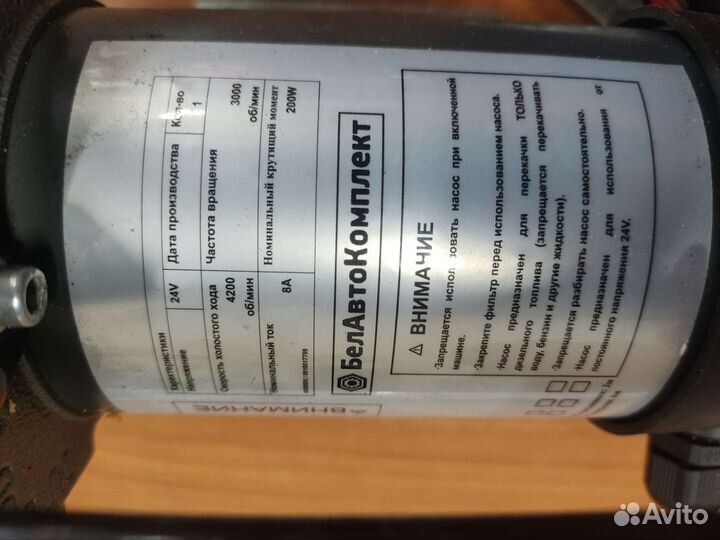 Характеристики
Напряжение 24V Дата производства Кол-во 1
Скорость холостого хода 4200 об/мин Частота вращения 3000 об/мин
Номинальный ток 8A Номинальный крутящий момент 200W
БелАвтоКомплект
⚠ ВНИМАНИЕ
·Запрещается использовать насос при включенной
машине.
·Закрепите фильтр перед использованием насоса.
·Насос предназначен для перекачки ТОЛЬКО
дизельного топлива (запрещается перекачивать
воду, бензин и другие жидкости).
·Запрещается разбирать насос самостоятельно.
·Насос предназначен для использования от
постоянного напряжения 24V.
⚠ ВНИМАНИЕ
Avito